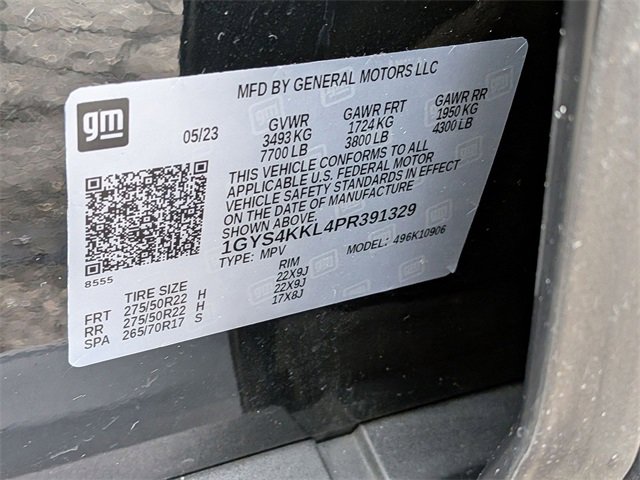 MFD BY GENERAL MOTORS LLC
gm
05/23
GVWR GAWR FRT GAWR RR
3493 KG 1724 KG 1950 KG
7700 LB 3800 LB 4300 LB
THIS VEHICLE CONFORMS TO ALL
APPLICABLE U.S. FEDERAL MOTOR
VEHICLE SAFETY STANDARDS IN EFFECT
ON THE DATE OF MANUFACTURE
SHOWN ABOVE.
1GYS4KKL4PR391329
TYPE: MPV MODEL: 496K10906
8555
TIRE SIZE RIM
FRT 275/50R22 H 22X9J
RR 275/50R22 H 22X9J
SPA 265/70R17 S 17X8J